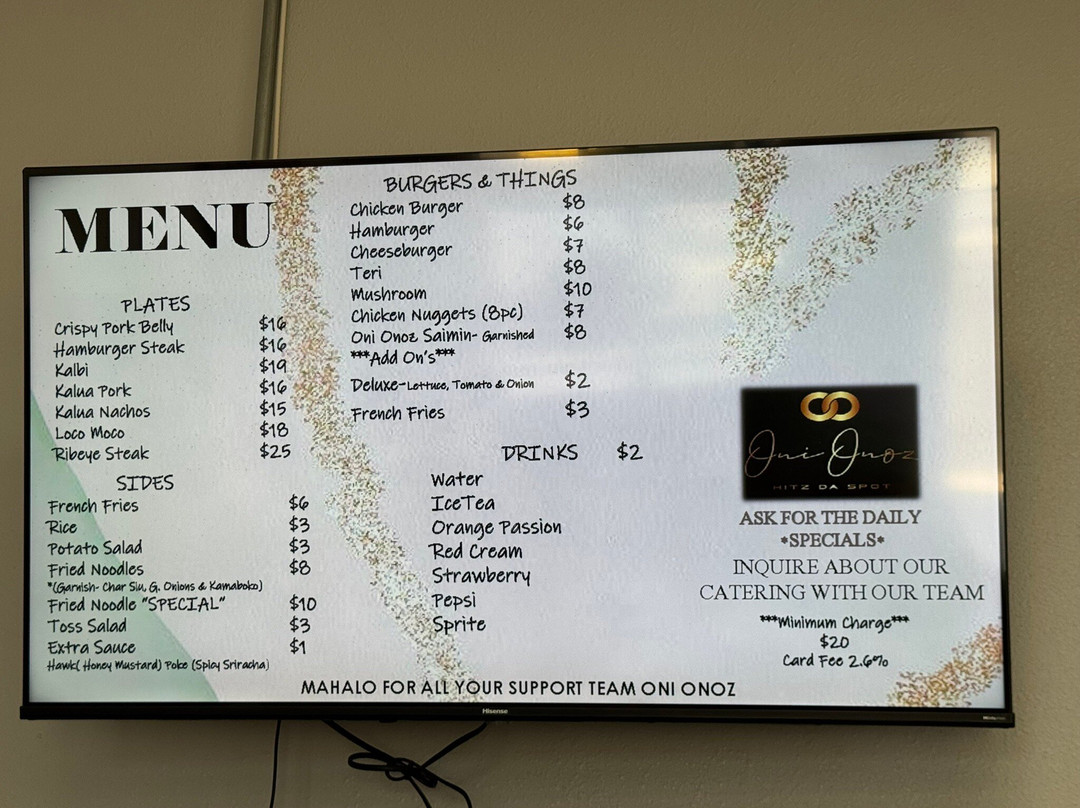 MENU
PLATES
Crispy Pork Belly $16
Hamburger Steak $16
Kalbi $19
Kalua Pork $16
Kalua Nachos $15
Loco Moco $18
Ribeye Steak $25
SIDES
French Fries $6
Rice $3
Potato Salad $3
Fried Noodles $8
*(Garnish- Char Siu, G. Onions & Kamaboko)
Fried Noodle "SPECIAL" $10
Toss Salad $3
Extra Sauce $1
Hawk( Honey Mustard) Poke (Spicy Sriracha)
BURGERS & THINGS
Chicken Burger $8
Hamburger $6
Cheeseburger $7
Teri $8
Mushroom $10
Chicken Nuggets (8pc) $7
Oni Onoz Saimin- Garnished $8
***Add On's***
Deluxe-Lettuce, Tomato & Onion $2
French Fries $3
DRINKS $2
Water
IceTea
Orange Passion
Red Cream
Strawberry
Pepsi
Sprite
Oni Onoz
HITZ DA SPOT
ASK FOR THE DAILY
*SPECIALS*
INQUIRE ABOUT OUR
CATERING WITH OUR TEAM
***Minimum Charge***
$20
Card Fee 2.6%
MAHALO FOR ALL YOUR SUPPORT TEAM ONI ONOZ
Hisense